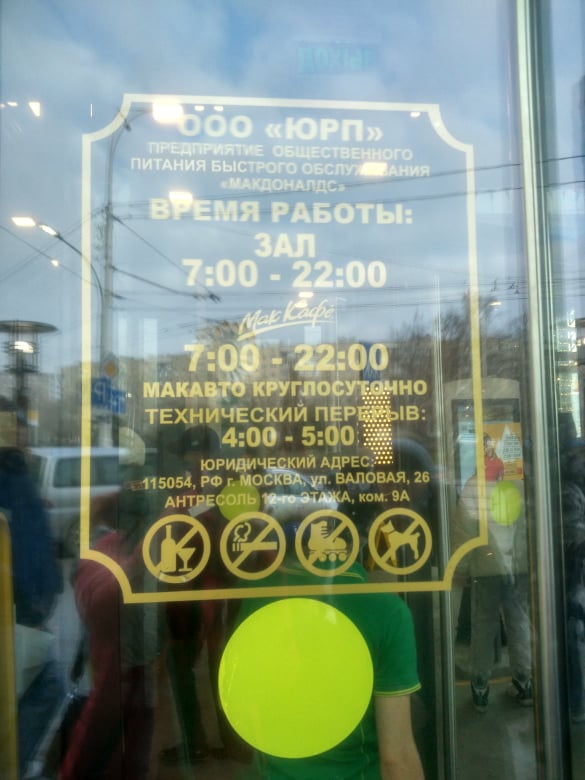 ООО «ЮРП»
ПРЕДПРИЯТИЕ ОБЩЕСТВЕННОГО
ПИТАНИЯ БЫСТРОГО ОБСЛУЖИВАНИЯ
«МАКДОНАЛДС»
ВРЕМЯ РАБОТЫ:
ЗАЛ
7:00 - 22:00
Мак Кафе
7:00 - 22:00
МАКАВТО КРУГЛОСУТОЧНО
ТЕХНИЧЕСКИЙ ПЕРЕРЫВ:
4:00 - 5:00
ЮРИДИЧЕСКИЙ АДРЕС:
115054, РФ г. МОСКВА, ул. ВАЛОВАЯ, 26
АНТРЕСОЛЬ 12-го ЭТАЖА, ком. 9А